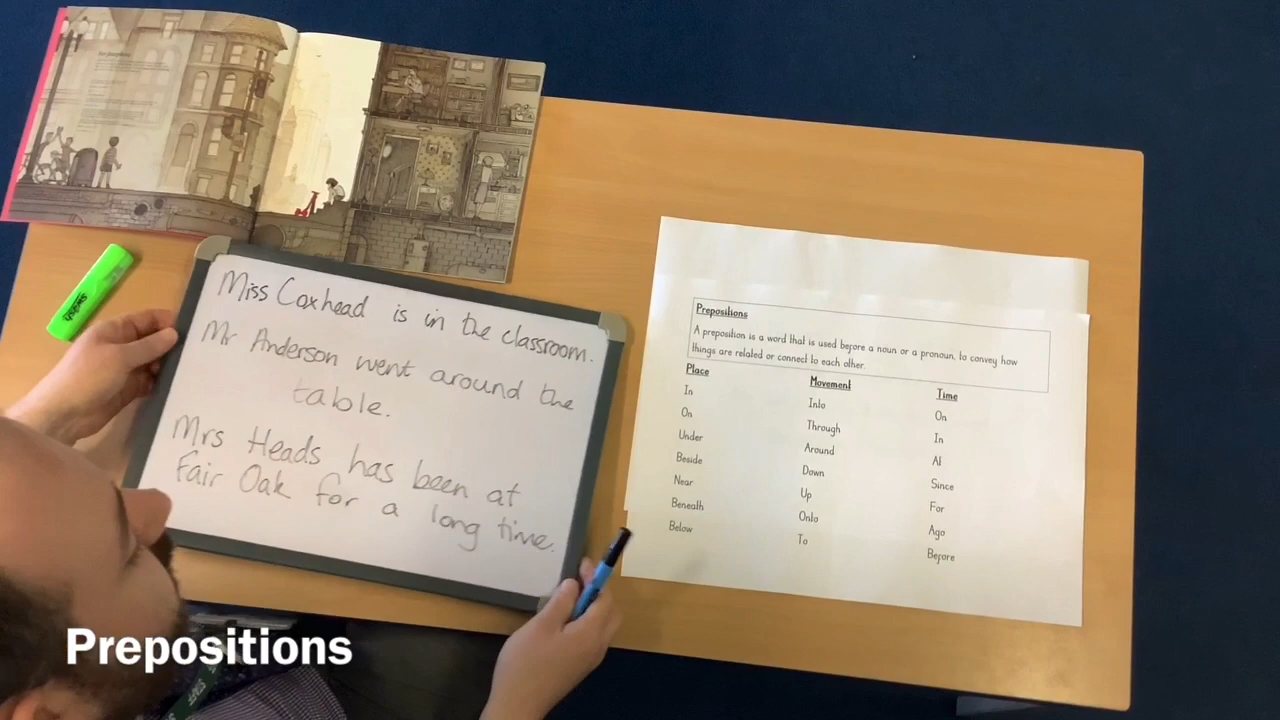 Miss Coxhead is in the classroom.
Mr Anderson went around the
table.
Mrs Heads has been at
Fair Oak for a long time.
Prepositions
A preposition is a word that is used before a noun or a pronoun, to convey how
things are related or connect to each other.
Place
In
On
Under
Beside
Near
Beneath
Below
Movement
Into
Through
Around
Down
Up
Onto
To
Time
On
In
At
Since
For
Ago
Before
Prepositions